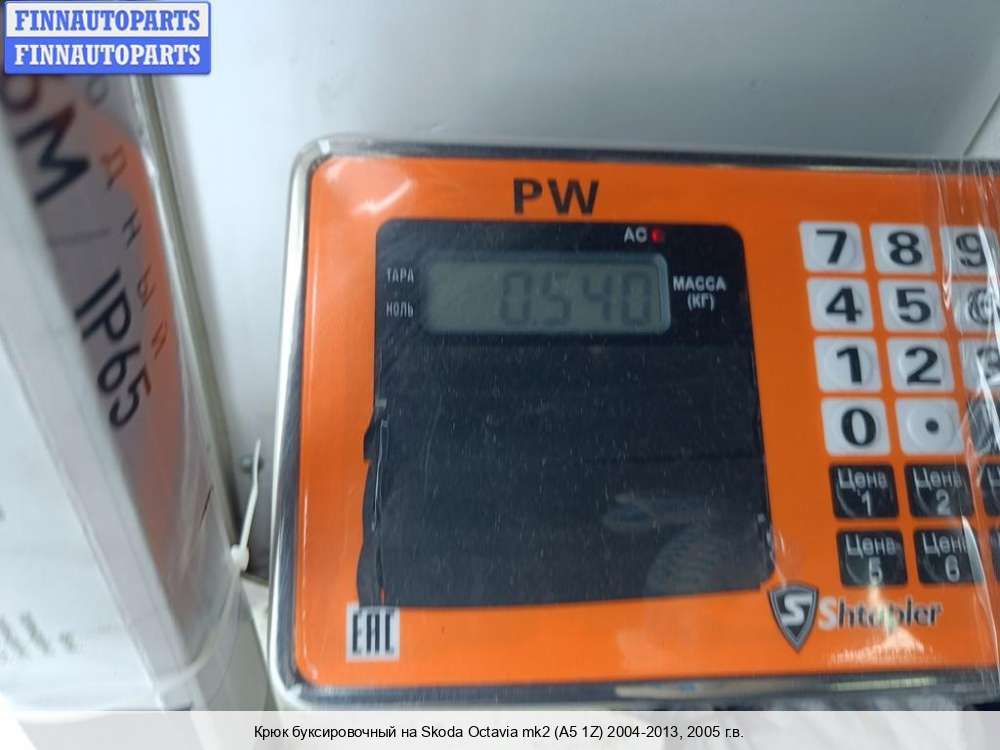 FINNAUTOPARTS
FINNAUTOPARTS
IP65
PW
AC
ТАРА
НОЛЬ
0.540
МАССА
(КГ)
7 8 9
4 5
1 2 3
0 .
Цена 1
Цена 2
Цена 5
Цена 6
EAC
S Shtapler
Крюк буксировочный на Skoda Octavia mk2 (A5 1Z) 2004-2013, 2005 г.в.